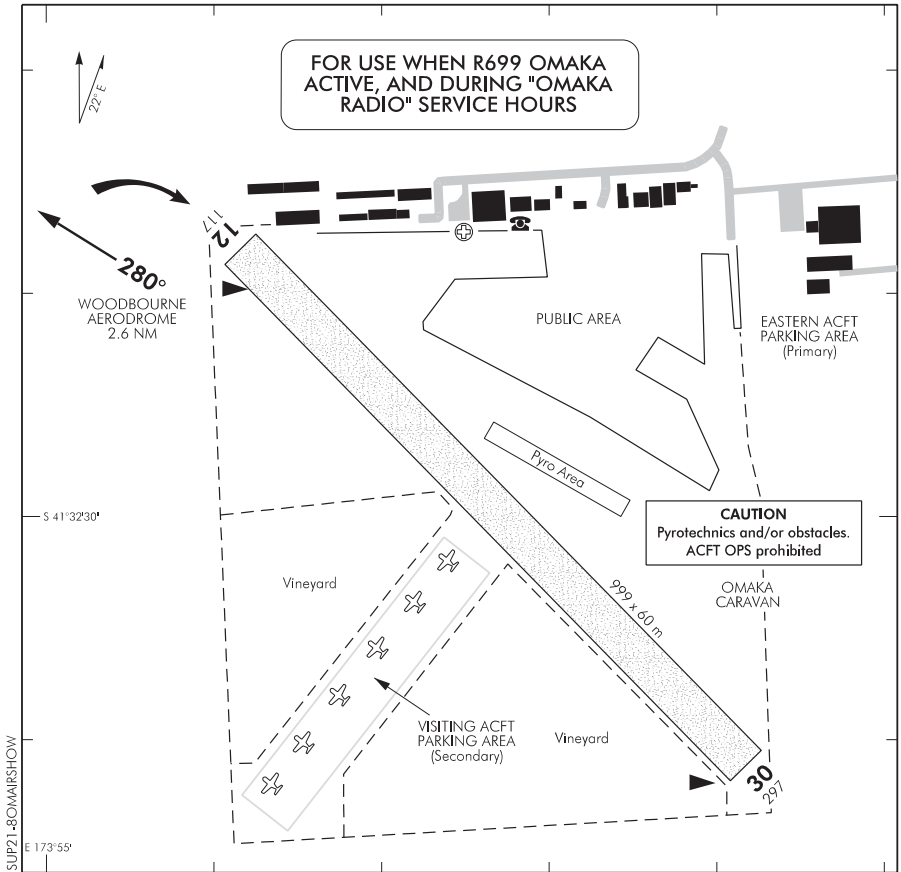 FOR USE WHEN R699 OMAKA
ACTIVE, AND DURING "OMAKA
RADIO" SERVICE HOURS
22° E
117
12
280°
WOODBOURNE
AERODROME
2.6 NM
PUBLIC AREA
EASTERN ACFT
PARKING AREA
(Primary)
Pyro Area
S 41°32'30"
CAUTION
Pyrotechnics and/or obstacles.
ACFT OPS prohibited
Vineyard
999 x 60 m
OMAKA
CARAVAN
VISITING ACFT
PARKING AREA
(Secondary)
Vineyard
30
297
SUP21-8OMAIRSHOW
E 173°55'